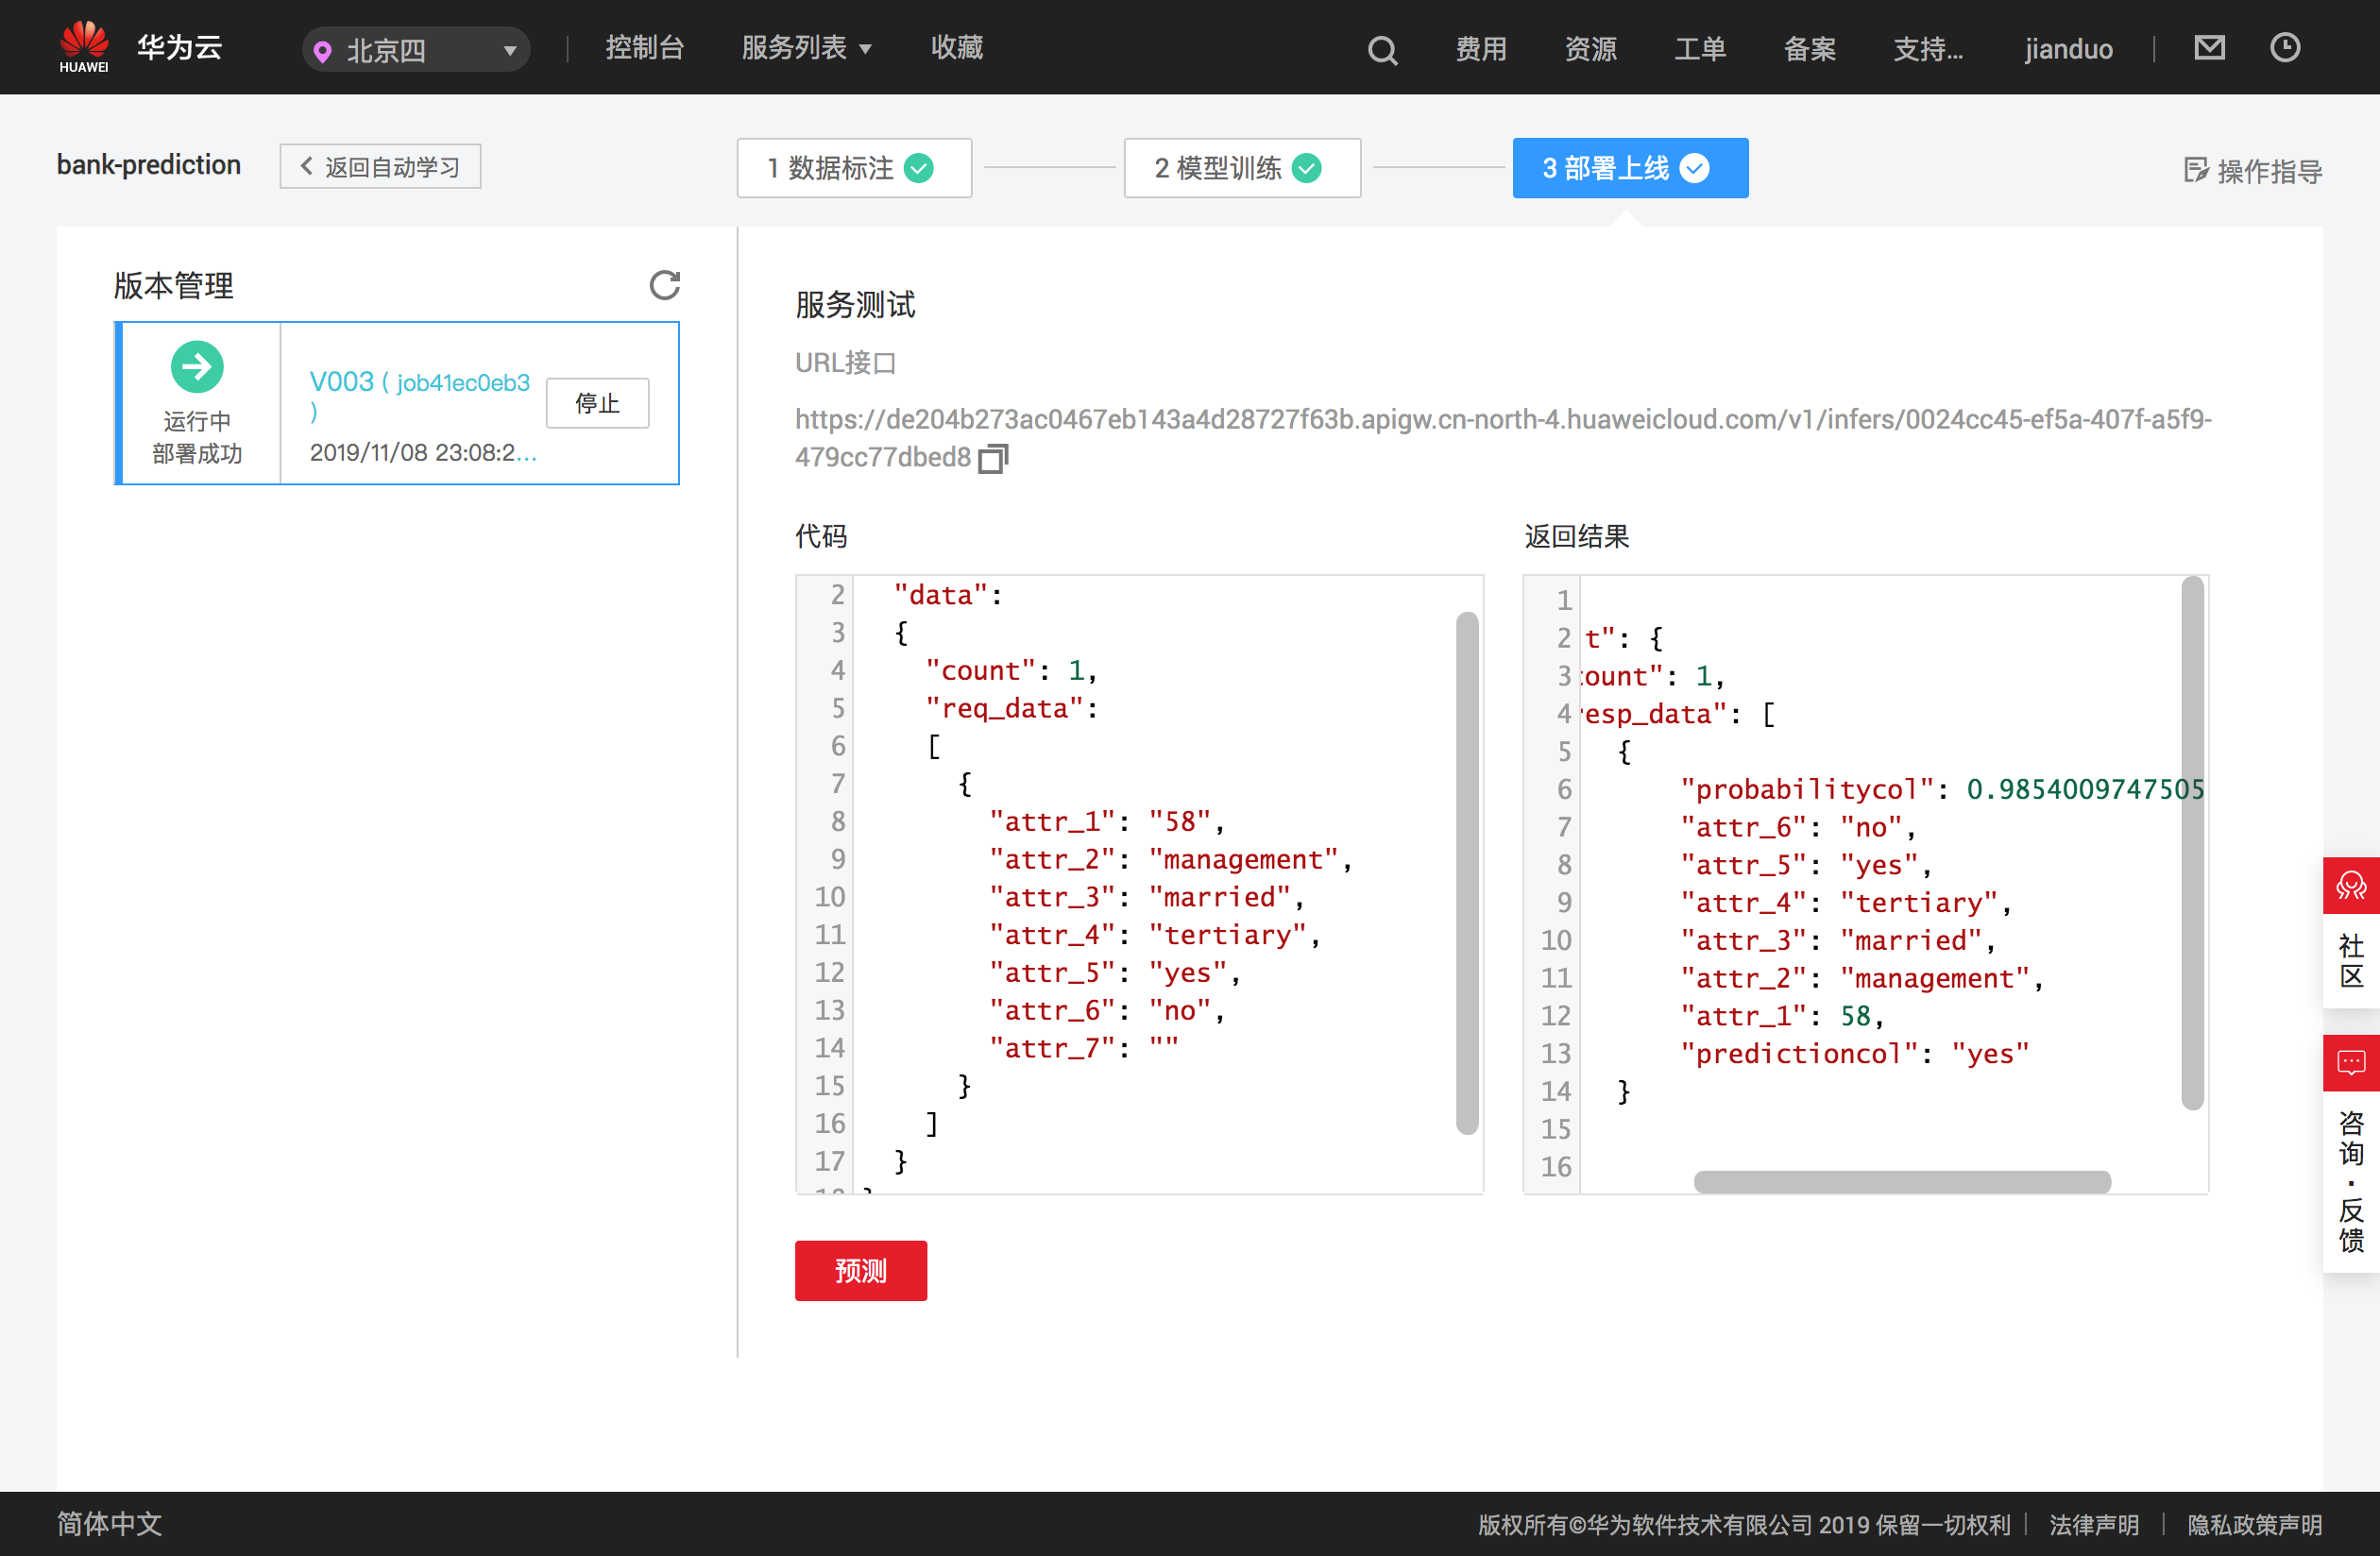 HUAWEI 华为云 北京四 控制台 服务列表 收藏 费用 资源 工单 备案 支持... jianduo
bank-prediction 返回自动学习 1 数据标注 2 模型训练 3 部署上线 操作指导
版本管理
运行中
部署成功
V003 ( job41ec0eb3
)
2019/11/08 23:08:2...
停止
服务测试
URL接口
https://de204b273ac0467eb143a4d28727f63b.apigw.cn-north-4.huaweicloud.com/v1/infers/0024cc45-ef5a-407f-a5f9-
479cc77dbed8
代码
2 "data":
3 {
4 "count": 1,
5 "req_data":
6 [
7 {
8 "attr_1": "58",
9 "attr_2": "management",
10 "attr_3": "married",
11 "attr_4": "tertiary",
12 "attr_5": "yes",
13 "attr_6": "no",
14 "attr_7": ""
15 }
16 ]
17 }
返回结果
1
2 t": {
3 ount": 1,
4 esp_data": [
5 {
6 "probabilitycol": 0.9854009747505
7 "attr_6": "no",
8 "attr_5": "yes",
9 "attr_4": "tertiary",
10 "attr_3": "married",
11 "attr_2": "management",
12 "attr_1": 58,
13 "predictioncol": "yes"
14 }
15
16
预测
社区
咨询·反馈
简体中文 版权所有©华为软件技术有限公司 2019 保留一切权利 | 法律声明 | 隐私政策声明